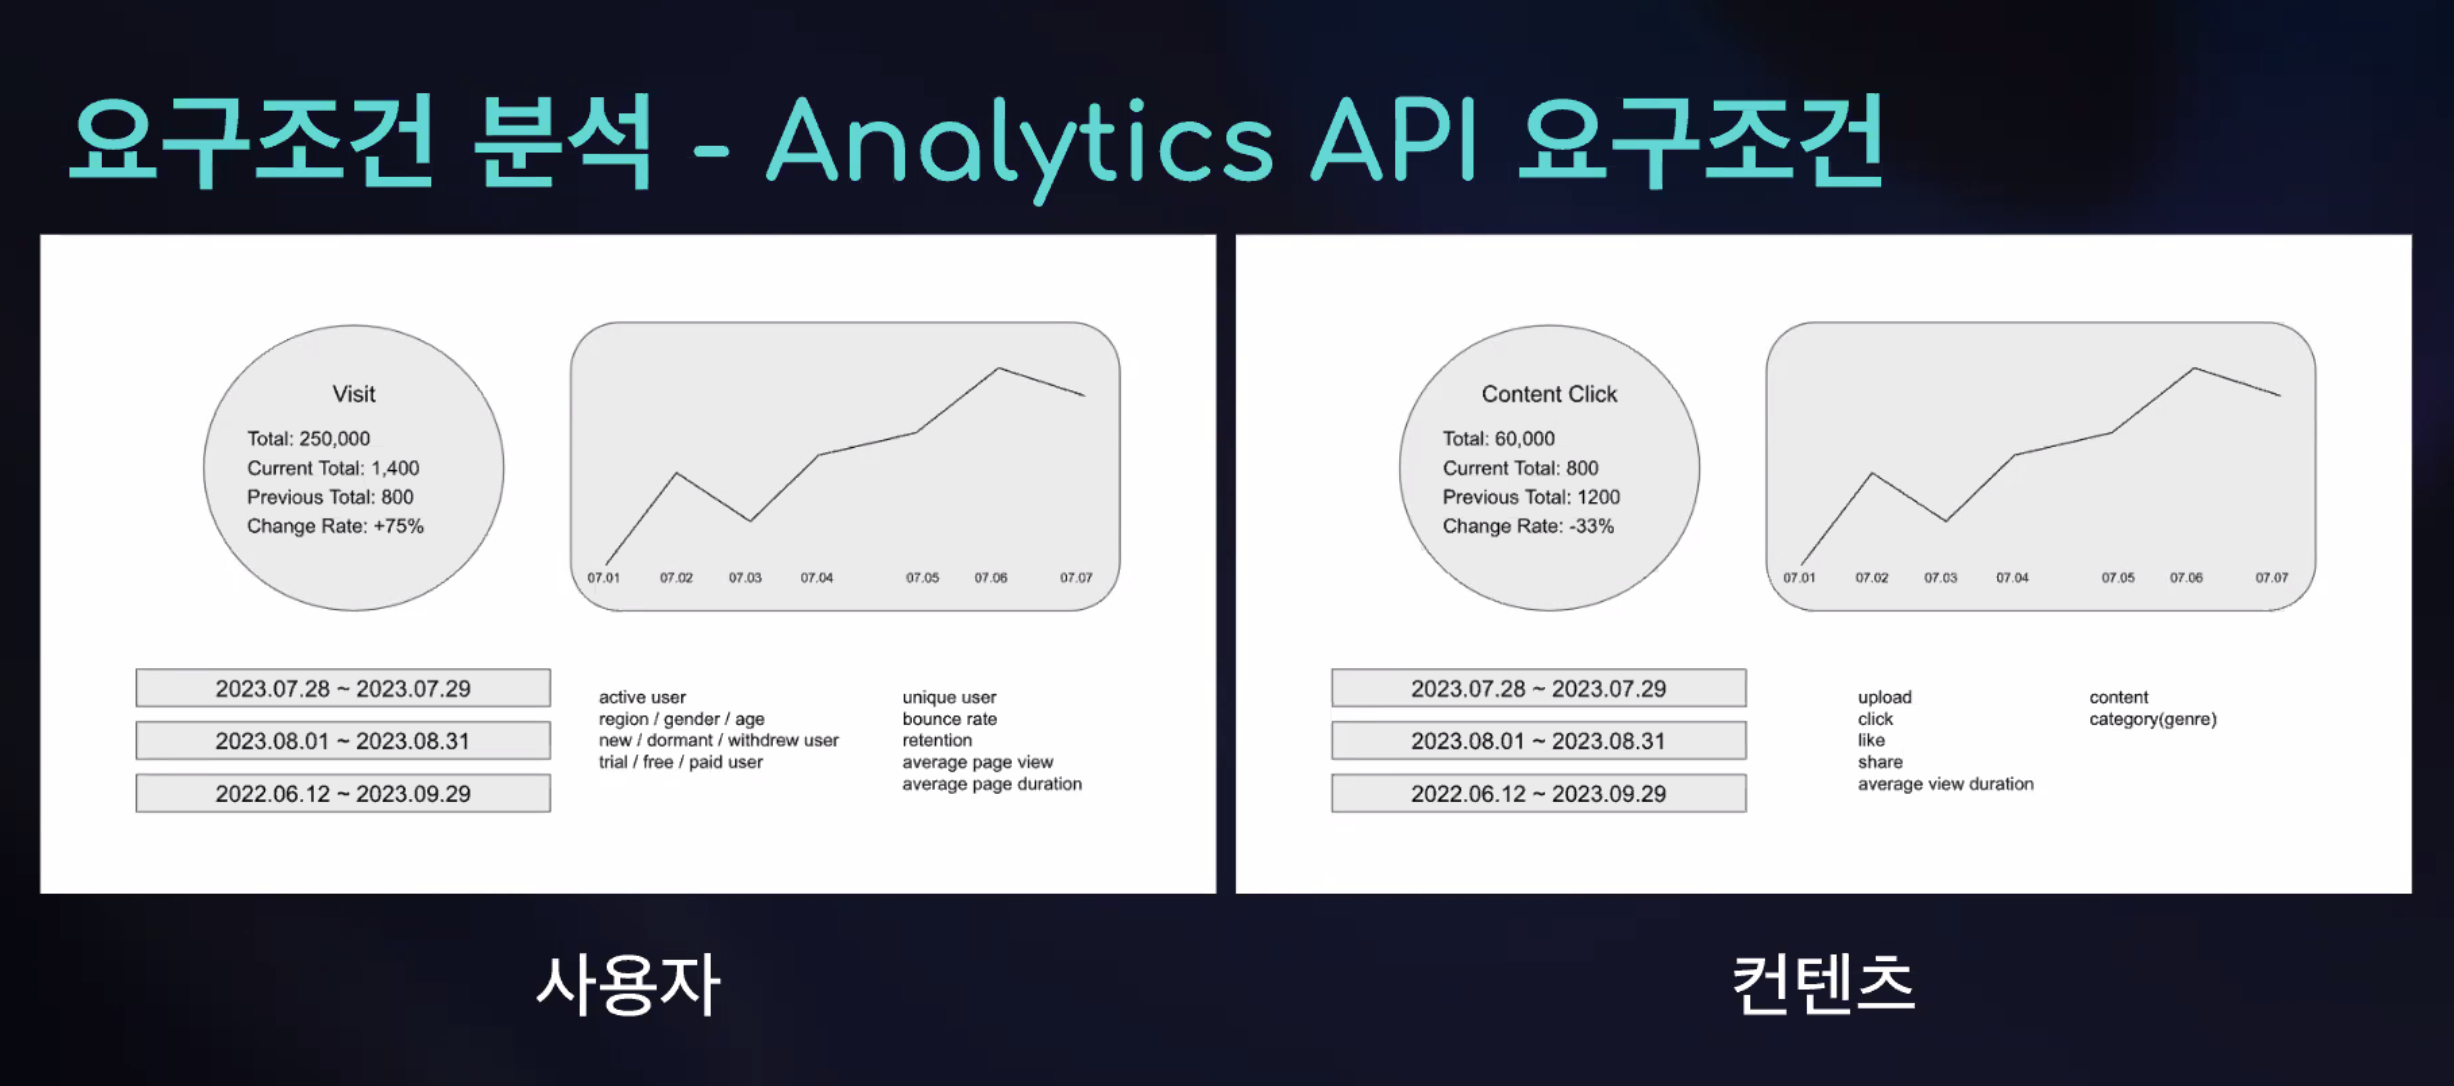 요구조건 분석 - Analytics API 요구조건
Visit
Total: 250,000
Current Total: 1,400
Previous Total: 800
Change Rate: +75%
07.01 07.02 07.03 07.04 07.05 07.06 07.07
2023.07.28 ~ 2023.07.29
2023.08.01 ~ 2023.08.31
2022.06.12 ~ 2023.09.29
active user
region / gender / age
new / dormant / withdrew user
trial / free / paid user
unique user
bounce rate
retention
average page view
average page duration
사용자
Content Click
Total: 60,000
Current Total: 800
Previous Total: 1200
Change Rate: -33%
07.01 07.02 07.03 07.04 07.05 07.06 07.07
2023.07.28 ~ 2023.07.29
2023.08.01 ~ 2023.08.31
2022.06.12 ~ 2023.09.29
upload
click
like
share
average view duration
content
category(genre)
컨텐츠